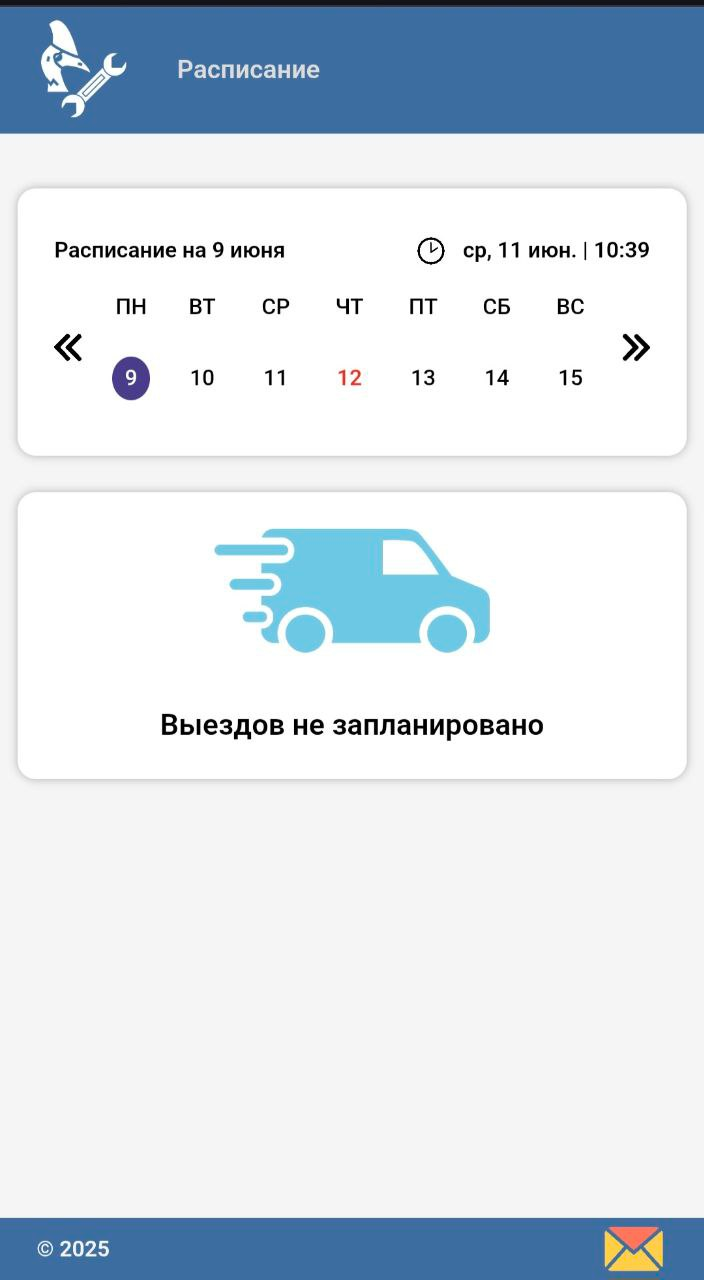 Расписание
Расписание на 9 июня
ср, 11 июн. | 10:39
ПН ВТ СР ЧТ ПТ СБ ВС
9 10 11 12 13 14 15
Выездов не запланировано
© 2025